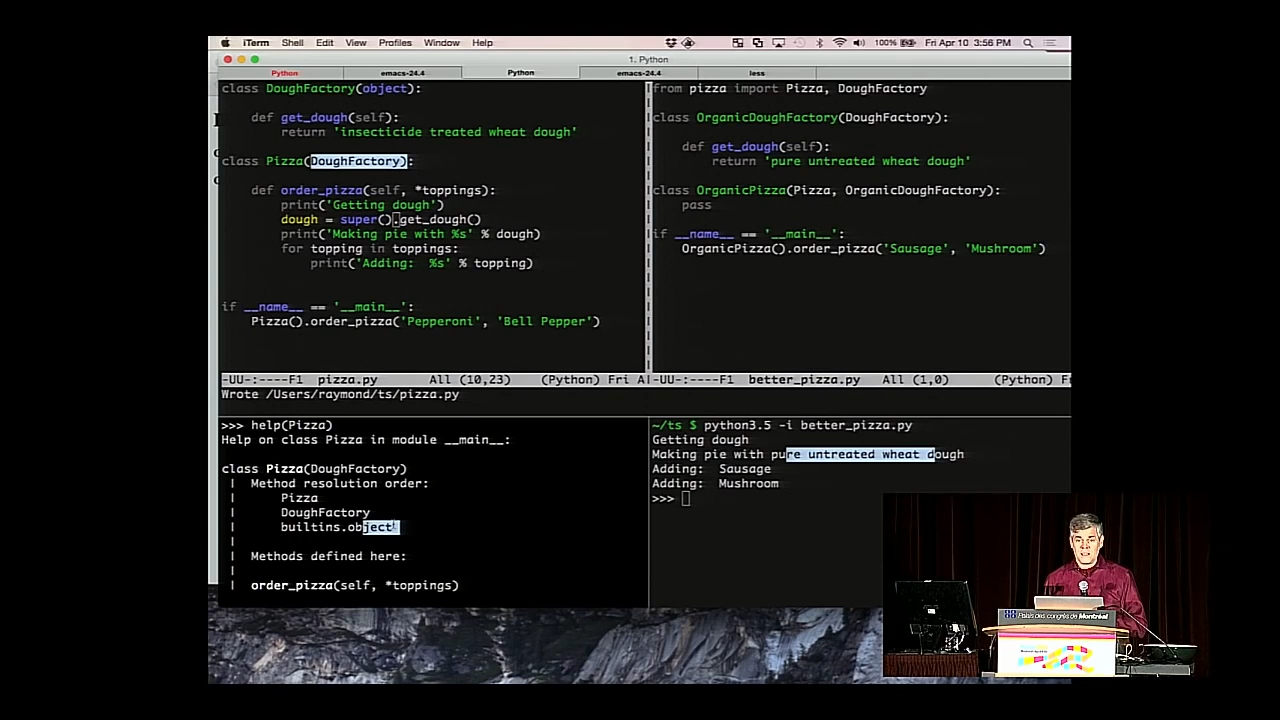 iTerm Shell Edit View Profiles Window Help 100% Fri Apr 10 3:56 PM
1. Python
Python emacs-24.4 Python emacs-24.4 less
class DoughFactory(object):
def get_dough(self):
return 'insecticide treated wheat dough'
class Pizza(DoughFactory):
def order_pizza(self, *toppings):
print('Getting dough')
dough = super().get_dough()
print('Making pie with %s' % dough)
for topping in toppings:
print('Adding:  %s' % topping)
if __name__ == '__main__':
Pizza().order_pizza('Pepperoni', 'Bell Pepper')
-UU-:----F1  pizza.py       All (10,23)    (Python) Fri A
Wrote /Users/raymond/ts/pizza.py
from pizza import Pizza, DoughFactory
class OrganicDoughFactory(DoughFactory):
def get_dough(self):
return 'pure untreated wheat dough'
class OrganicPizza(Pizza, OrganicDoughFactory):
pass
if __name__ == '__main__':
OrganicPizza().order_pizza('Sausage', 'Mushroom')
-UU-:----F1  better_pizza.py   All (1,0)      (Python) F
>>> help(Pizza)
Help on class Pizza in module __main__:
class Pizza(DoughFactory)
|  Method resolution order:
|      Pizza
|      DoughFactory
|      builtins.object
|
|  Methods defined here:
|
|  order_pizza(self, *toppings)
~/ts $ python3.5 -i better_pizza.py
Getting dough
Making pie with pure untreated wheat dough
Adding:  Sausage
Adding:  Mushroom
>>>
Palais des congrès de Montréal